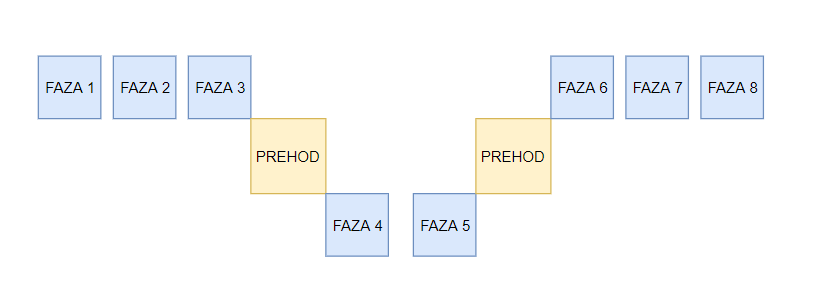 FAZA 1
FAZA 2
FAZA 3
PREHOD
FAZA 4
FAZA 5
PREHOD
FAZA 6
FAZA 7
FAZA 8